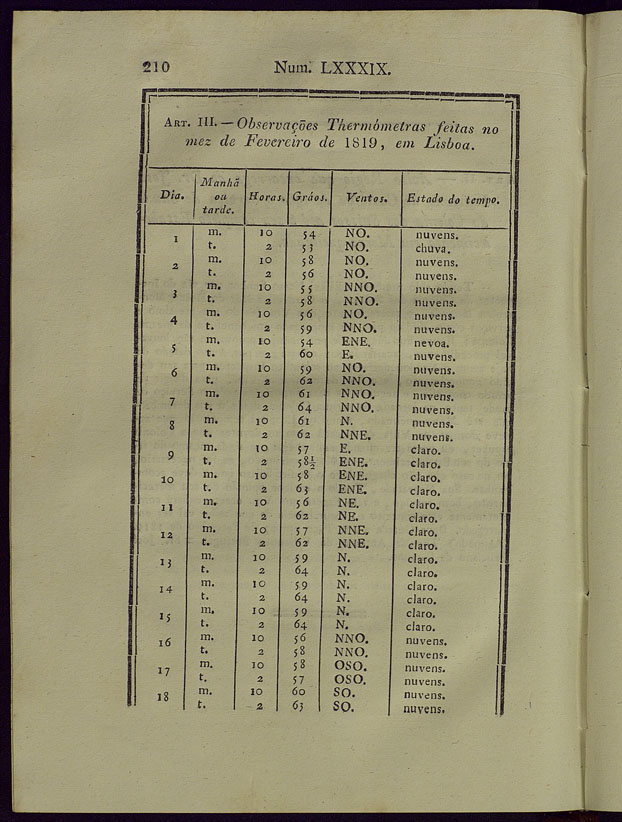 210 Num. LXXXIX.
ART. III. — Observações Thermómetras feitas no
mez de Fevereiro de 1819, em Lisboa.
Dia. Manhã ou tarde. Horas. Gráos. Ventos. Estado do tempo.
1 m. 10 54 NO. nuvens.
t. 2 53 NO. chuva.
2 m. 10 58 NO. nuvens.
t. 2 56 NO. nuvens.
3 m. 10 55 NNO. nuvens.
t. 2 58 NNO. nuvens.
4 m. 10 56 NO. nuvens.
t. 2 59 NNO. nuvens.
5 m. 10 54 ENE. nevoa.
t. 2 60 E. nuvens.
6 m. 10 59 NO. nuvens.
t. 2 62 NNO. nuvens.
7 m. 10 61 NNO. nuvens.
t. 2 64 NNO. nuvens.
8 m. 10 61 N. nuvens.
t. 2 62 NNE. nuvens.
9 m. 10 57 E. claro.
t. 2 58½ ENE. claro.
10 m. 10 58 ENE. claro.
t. 2 63 ENE. claro.
11 m. 10 56 NE. claro.
t. 2 62 NE. claro.
12 m. 10 57 NNE. claro.
t. 2 62 NNE. claro.
13 m. 10 59 N. claro.
t. 2 64 N. claro.
14 m. 10 59 N. claro.
t. 2 64 N. claro.
15 m. 10 59 N. claro.
t. 2 64 N. claro.
16 m. 10 56 NNO. nuvens.
t. 2 58 NNO. nuvens.
17 m. 10 58 OSO. nuvens.
t. 2 57 OSO. nuvens.
18 m. 10 60 SO. nuvens.
t. 2 63 SO. nuvens.